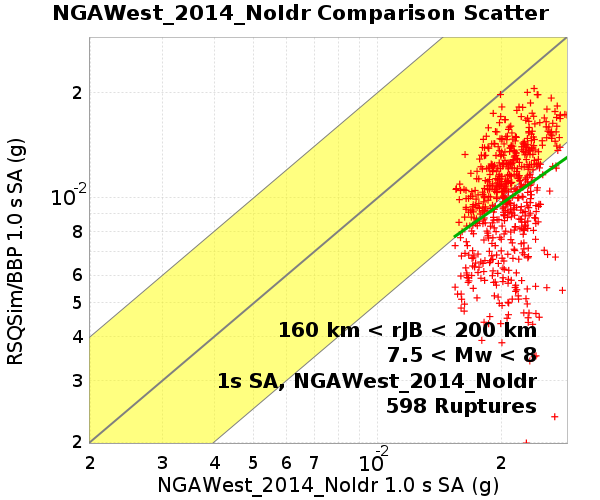 NGAWest_2014_NoIdr Comparison Scatter
RSQSim/BBP 1.0 s SA (g)
2
10-2
8
6
5
4
3
2
160 km < rJB < 200 km
7.5 < Mw < 8
1s SA, NGAWest_2014_NoIdr
598 Ruptures
2 3 4 5 6 7 10-2 2
NGAWest_2014_NoIdr 1.0 s SA (g)